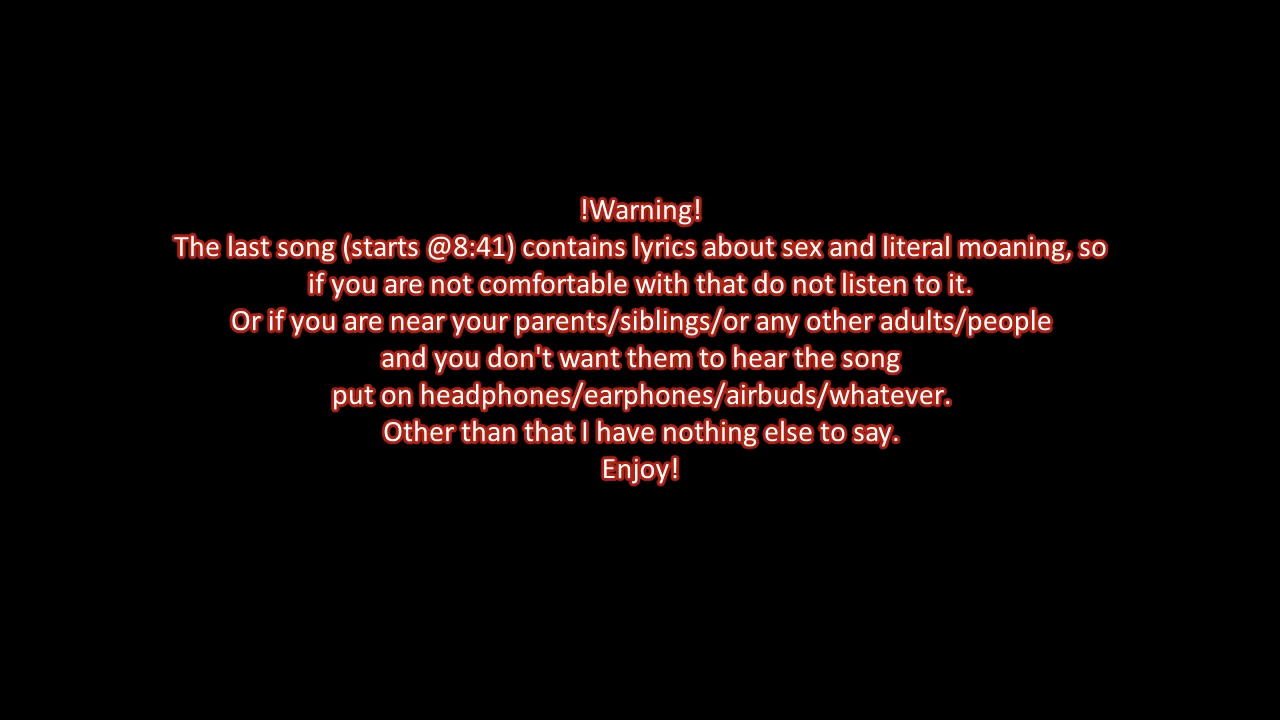 !Warning!
The last song (starts @8:41) contains lyrics about sex and literal moaning, so
if you are not comfortable with that do not listen to it.
Or if you are near your parents/siblings/or any other adults/people
and you don't want them to hear the song
put on headphones/earphones/airbuds/whatever.
Other than that I have nothing else to say.
Enjoy!